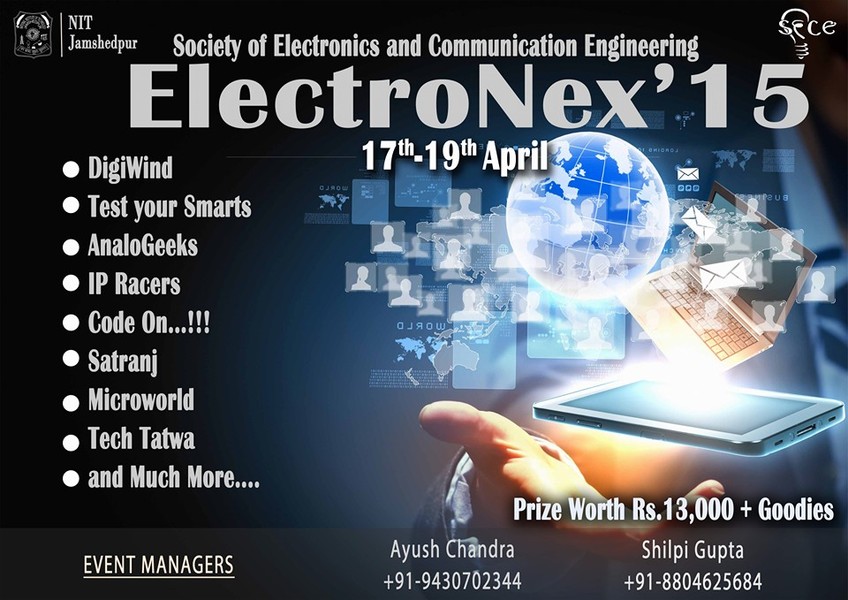 NIT
Jamshedpur
SECE
Society of Electronics and Communication Engineering
ElectroNex'15
17th-19th April
DigiWind
Test your Smarts
AnaloGeeks
IP Racers
Code On...!!!
Satranj
Microworld
Tech Tatwa
and Much More....
WORLD
WORLD
Prize Worth Rs.13,000 + Goodies
EVENT MANAGERS
Ayush Chandra
+91-9430702344
Shilpi Gupta
+91-8804625684